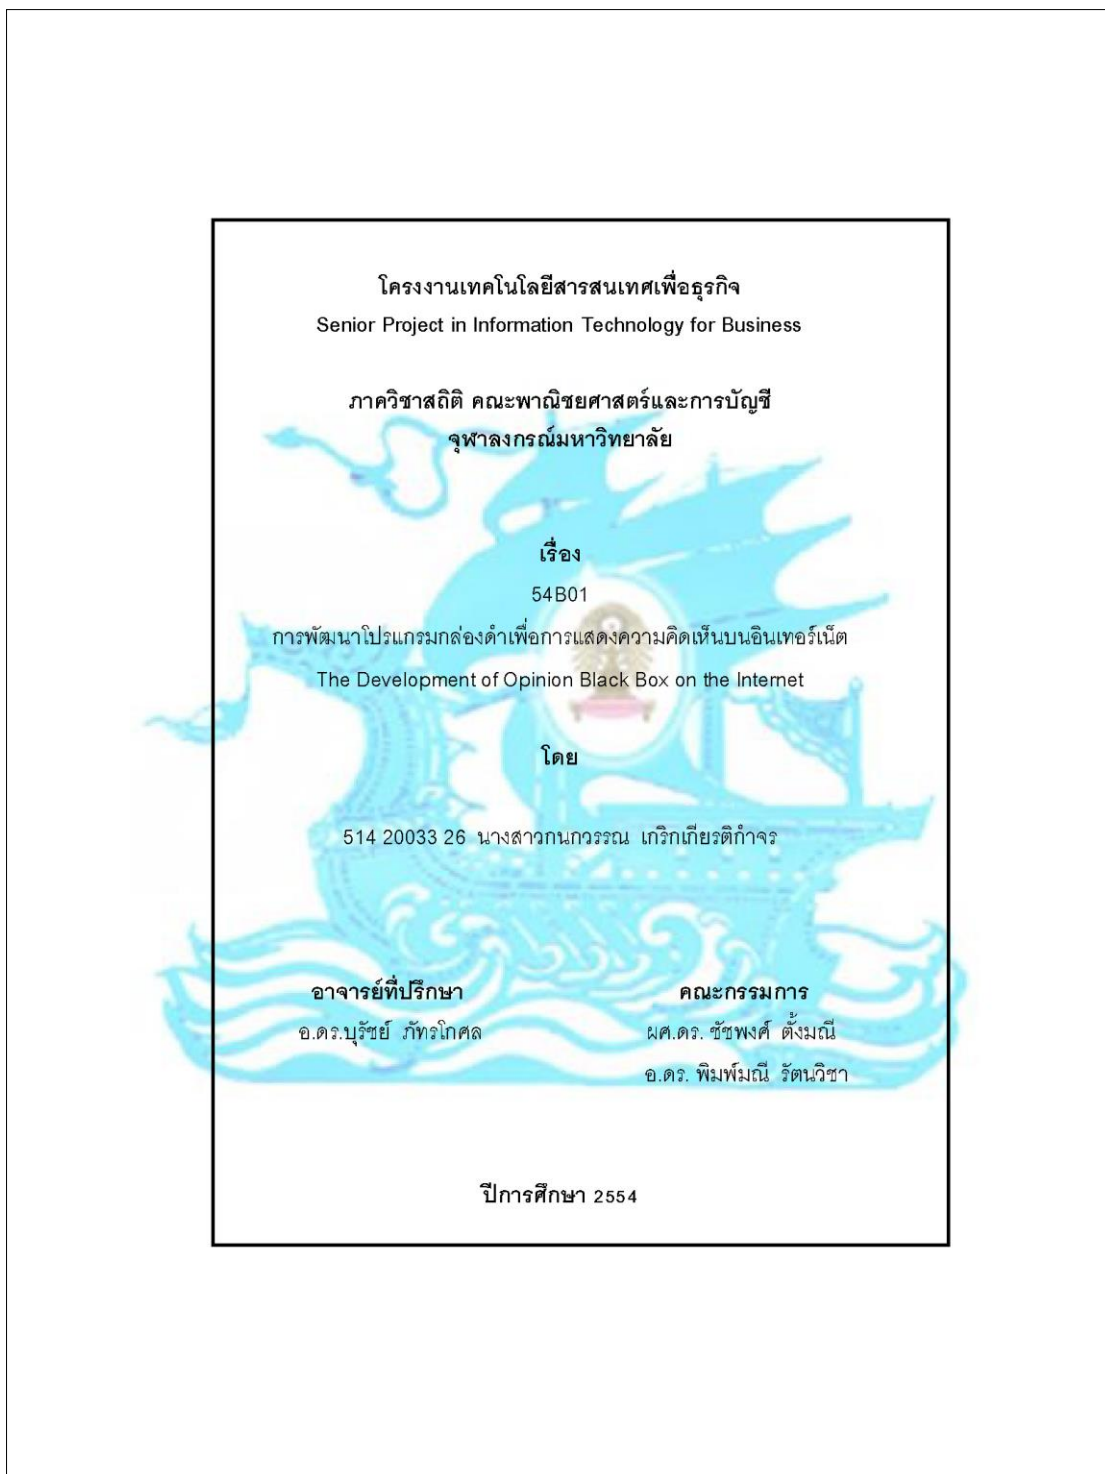 โครงงานเทคโนโลยีสารสนเทศเพื่อธุรกิจ
Senior Project in Information Technology for Business
ภาควิชาสถิติ คณะพาณิชยศาสตร์และการบัญชี
จุฬาลงกรณ์มหาวิทยาลัย
เรื่อง
54B01
การพัฒนาโปรแกรมกล่องดำเพื่อการแสดงความคิดเห็นบนอินเทอร์เน็ต
The Development of Opinion Black Box on the Internet
โดย
514 20033 26 นางสาวกนกวรรณ เกริกเกียรติกำจร
อาจารย์ที่ปรึกษา
อ.ดร.บุรัชย์ ภัทรโกศล
คณะกรรมการ
ผศ.ดร. ชัชพงศ์ ตั้งมณี
อ.ดร. พิมพ์มณี รัตนวิชา
ปีการศึกษา 2554